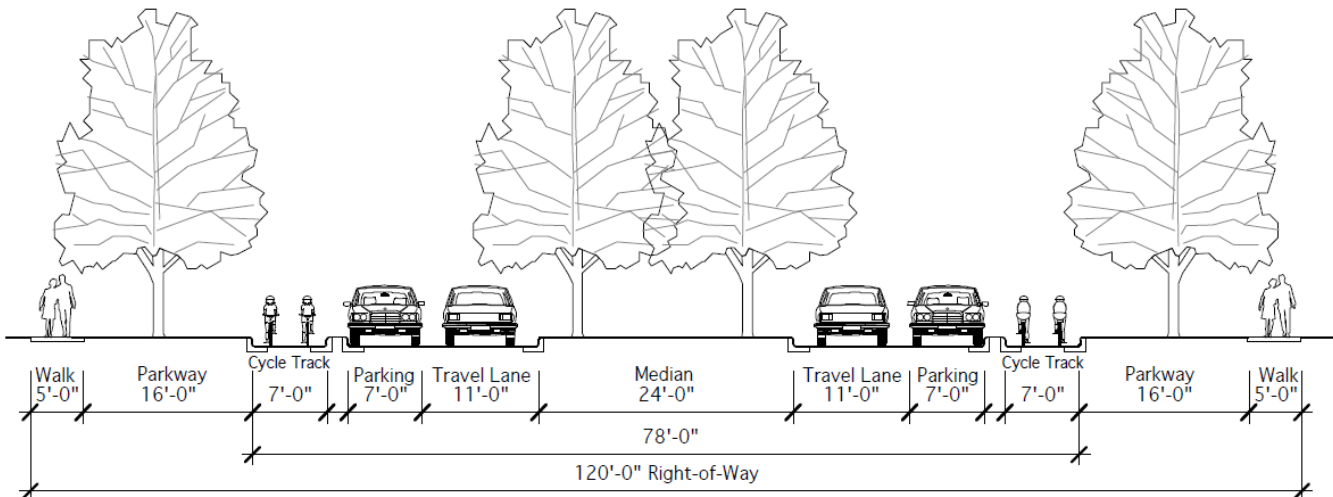 Walk
5'-0"
Parkway
16'-0"
Cycle Track
7'-0"
Parking
7'-0"
Travel Lane
11'-0"
Median
24'-0"
Travel Lane
11'-0"
Parking
7'-0"
Cycle Track
7'-0"
Parkway
16'-0"
Walk
5'-0"
78'-0"
120'-0" Right-of-Way